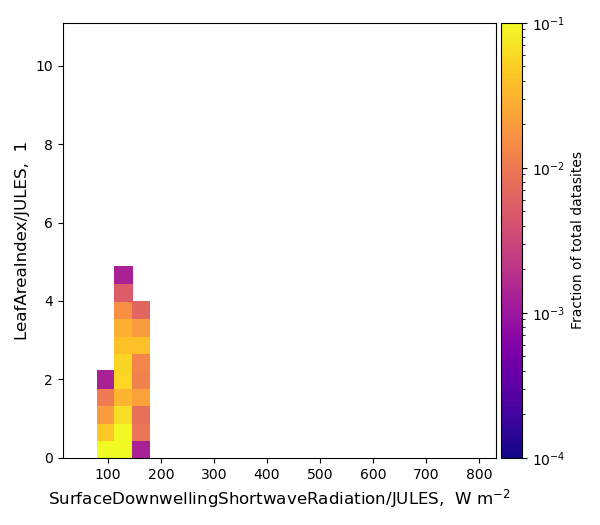 10
8
6
4
2
0
LeafAreaIndex/JULES, 1
100 200 300 400 500 600 700 800
SurfaceDownwellingShortwaveRadiation/JULES, W m⁻²
10⁻¹
10⁻²
10⁻³
10⁻⁴
Fraction of total datasites